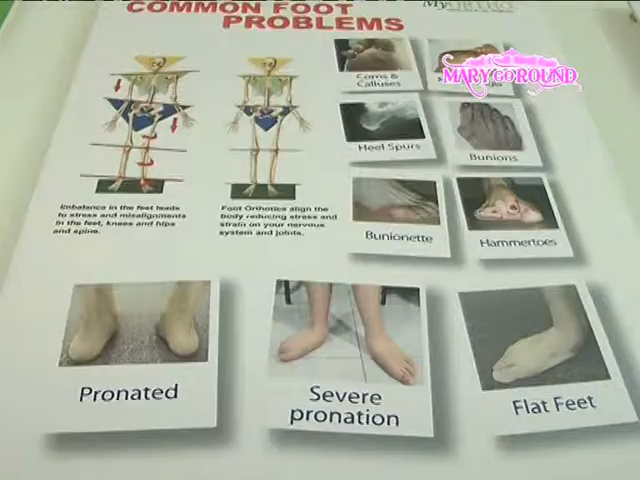 COMMON FOOT
PROBLEMS
MARY GO ROUND
Corns &
Calluses
Heel Spurs
Bunions
Imbalance in the feet leads
to stress and misalignments
in the feet, knees and hips
and spine.
Foot Orthotics align the
body reducing stress and
strain on your nervous
system and joints.
Bunionette
Hammertoes
Pronated
Severe
pronation
Flat Feet